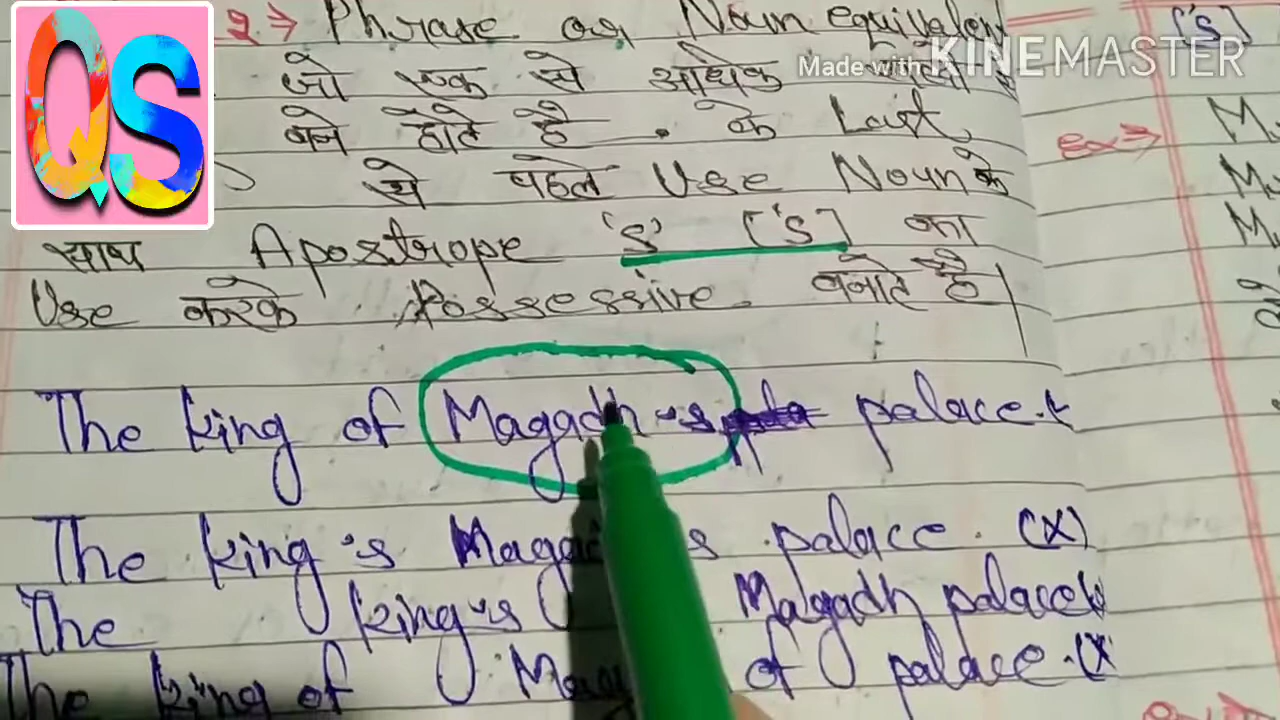 QS
2 ⇒ Phrase or Noun equivalent
Made with KINEMASTER
['s]
जो एक से अधिक
बने होते है . के Last
ex ⇒
से पहले Use Noun के
साथ Apostrope 's' ['s] का
Use करके Possessive. बनाते है |
The king of Magadh's palace.
The king's palace. (x)
The king's Magadh palace
The king of of palace. (x